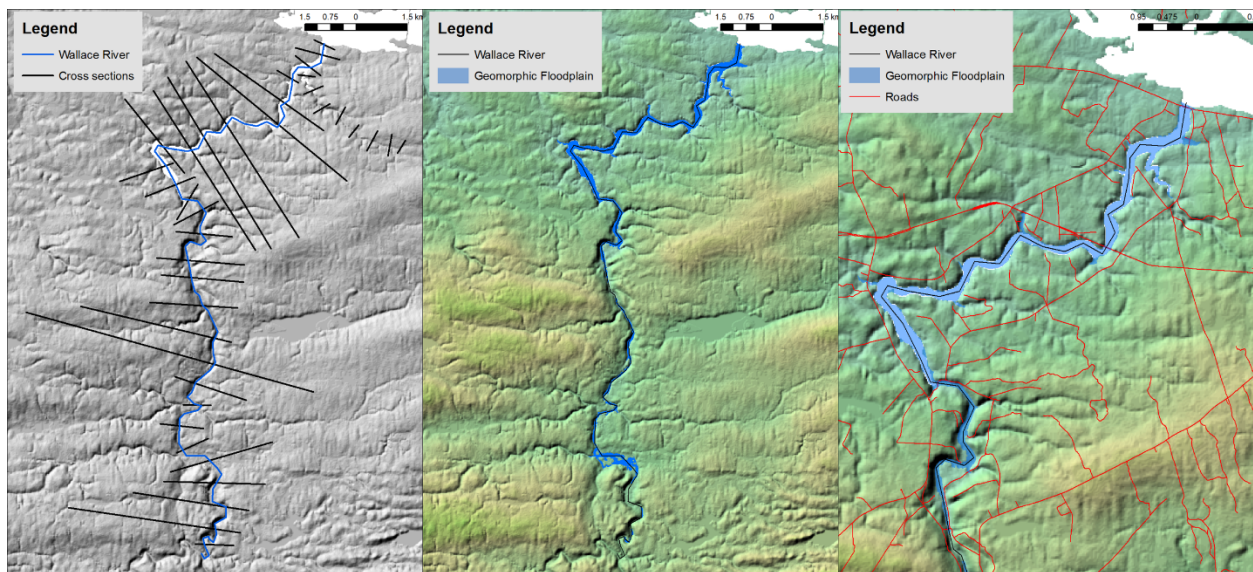 Legend
Wallace River
Cross sections
1.5 0.75 0 1.5 km
Legend
Wallace River
Geomorphic Floodplain
1.5 0.75 0 1.5
Legend
Wallace River
Geomorphic Floodplain
Roads
0.95 0.475 0